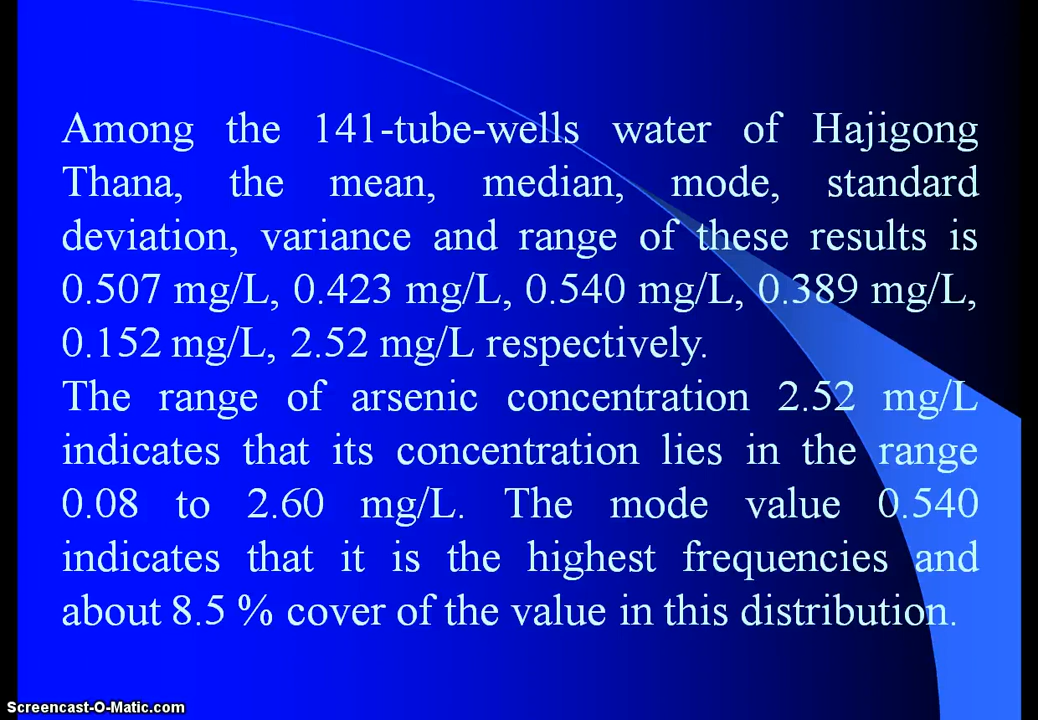 Among the 141-tube-wells water of Hajigong
Thana, the mean, median, mode, standard
deviation, variance and range of these results is
0.507 mg/L, 0.423 mg/L, 0.540 mg/L, 0.389 mg/L,
0.152 mg/L, 2.52 mg/L respectively.
The range of arsenic concentration 2.52 mg/L
indicates that its concentration lies in the range
0.08 to 2.60 mg/L. The mode value 0.540
indicates that it is the highest frequencies and
about 8.5 % cover of the value in this distribution.
Screencast-O-Matic.com